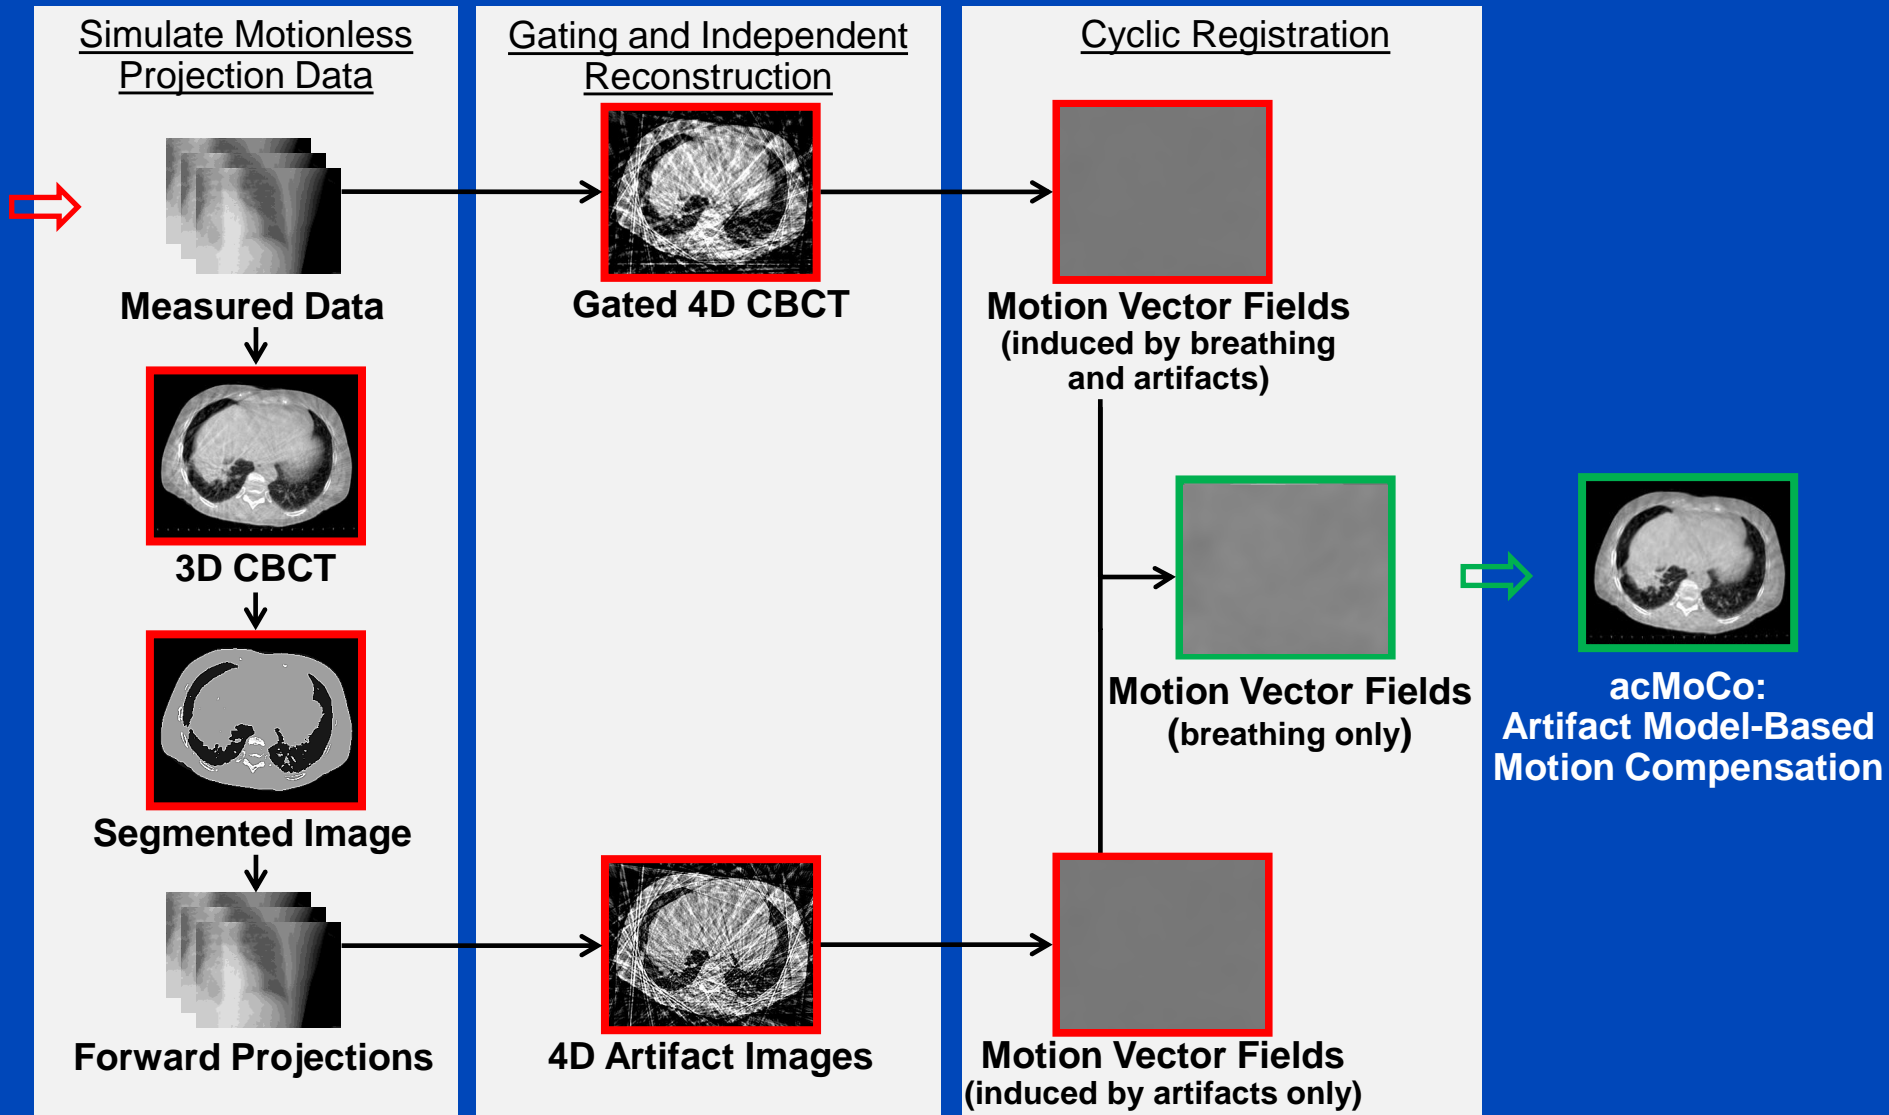 Simulate Motionless
Projection Data
Measured Data
3D CBCT
Segmented Image
Forward Projections
Gating and Independent
Reconstruction
Gated 4D CBCT
4D Artifact Images
Cyclic Registration
Motion Vector Fields
(induced by breathing
and artifacts)
Motion Vector Fields
(breathing only)
Motion Vector Fields
(induced by artifacts only)
acMoCo:
Artifact Model-Based
Motion Compensation